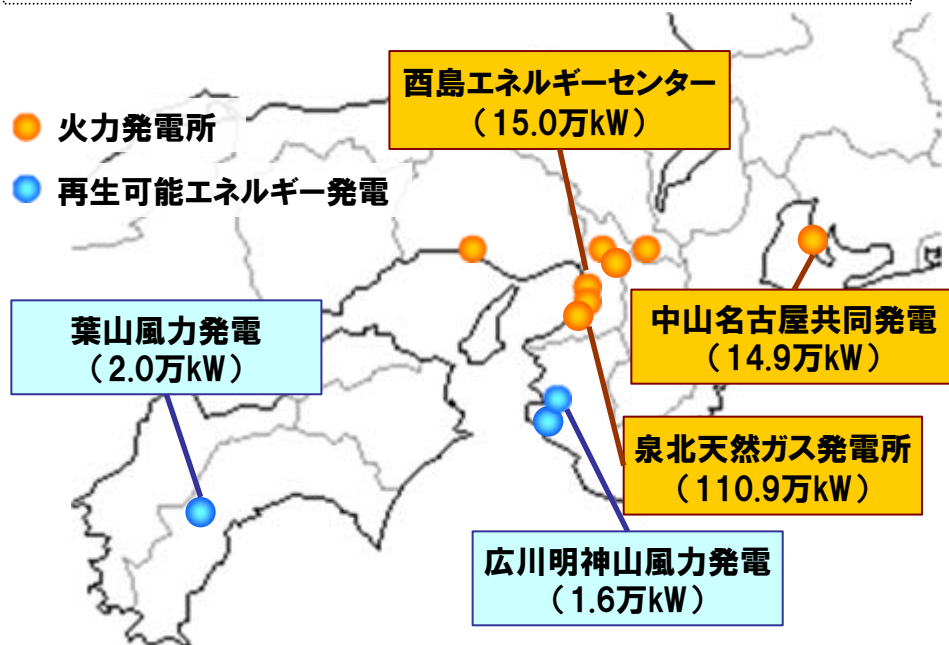 酉島エネルギーセンター
（15.0万kW）
火力発電所
再生可能エネルギー発電
葉山風力発電
（2.0万kW）
中山名古屋共同発電
（14.9万kW）
泉北天然ガス発電所
（110.9万kW）
広川明神山風力発電
（1.6万kW）